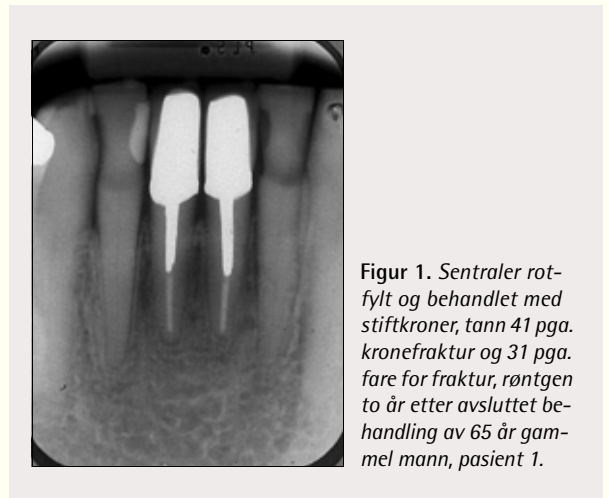 Figur 1. Sentraler rot-
fylt og behandlet med
stiftkroner, tann 41 pga.
kronefraktur og 31 pga.
fare for fraktur, røntgen
to år etter avsluttet be-
handling av 65 år gam-
mel mann, pasient 1.